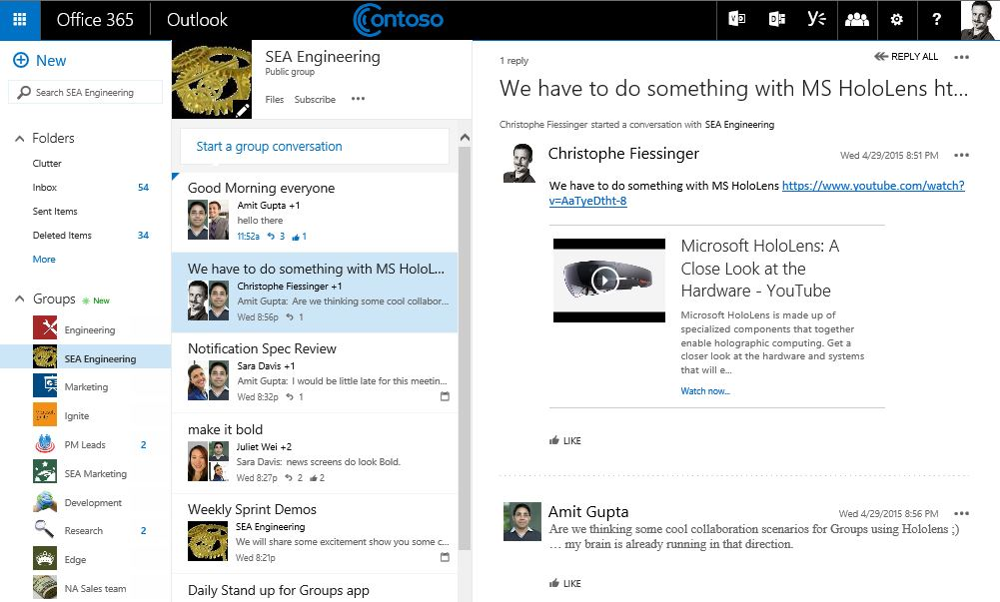 Office 365
Outlook
Contoso
?
New
Search SEA Engineering
Folders
Clutter
Inbox 54
Sent Items
Deleted Items 34
More
Groups New
Engineering
SEA Engineering
Marketing
Ignite
PM Leads 2
SEA Marketing
Development
Research 2
Edge
NA Sales team
SEA Engineering
Public group
Files Subscribe •••
Start a group conversation
Good Morning everyone
Amit Gupta +1
hello there
11:52a 3 1
We have to do something with MS HoloL...
Christophe Fiessinger +1
Amit Gupta: Are we thinking some cool collabor...
Wed 8:56p 1
Notification Spec Review
Sara Davis +1
Amit Gupta: I would be little late for this meetin...
Wed 8:32p 1
make it bold
Juliet Wei +2
Sara Davis: news screens do look Bold.
Wed 8:27p 2 2
Weekly Sprint Demos
SEA Engineering
We will share some excitement show you some c...
Wed 8:21p
Daily Stand up for Groups app
1 reply
REPLY ALL •••
We have to do something with MS HoloLens ht...
Christophe Fiessinger started a conversation with SEA Engineering
Christophe Fiessinger
Wed 4/29/2015 8:51 PM •••
We have to do something with MS HoloLens https://www.youtube.com/watch?
v=AaTyeDtht-8
Microsoft HoloLens: A
Close Look at the
Hardware - YouTube
Microsoft HoloLens is made up of
specialized components that together
enable holographic computing. Get a
closer look at the hardware and systems
that will e...
Watch now...
LIKE
Amit Gupta
Wed 4/29/2015 8:56 PM •••
Are we thinking some cool collaboration scenarios for Groups using Hololens ;)
… my brain is already running in that direction.
LIKE